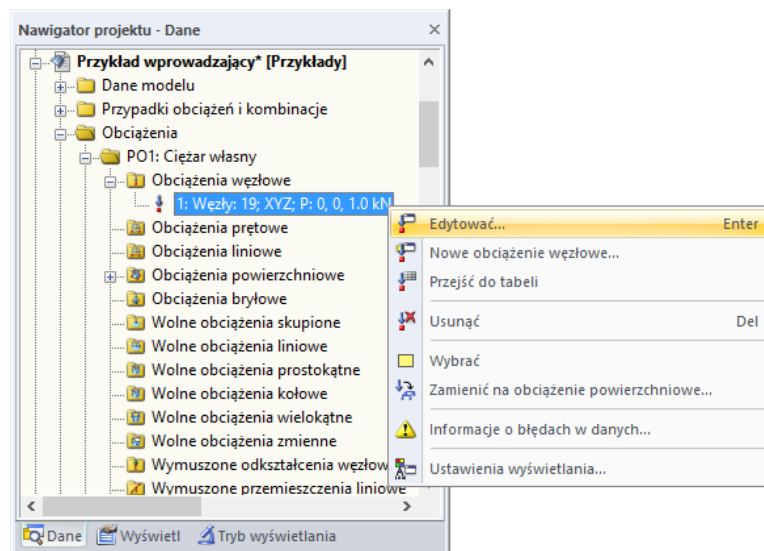 Nawigator projektu - Dane
Przykład wprowadzający* [Przykłady]
Dane modelu
Przypadki obciążeń i kombinacje
Obciążenia
PO1: Ciężar własny
Obciążenia węzłowe
1: Węzły: 19; XYZ; P: 0, 0, 1.0 kN
Obciążenia prętowe
Obciążenia liniowe
Obciążenia powierzchniowe
Obciążenia bryłowe
Wolne obciążenia skupione
Wolne obciążenia liniowe
Wolne obciążenia prostokątne
Wolne obciążenia kołowe
Wolne obciążenia wielokątne
Wolne obciążenia zmienne
Wymuszone odkształcenia węzłow
Wymuszone przemieszczenia liniowe
Dane Wyświetl Tryb wyświetlania
Edytować... Enter
Nowe obciążenie węzłowe...
Przejść do tabeli
Usunąć Del
Wybrać
Zamienić na obciążenie powierzchniowe...
Informacje o błędach w danych...
Ustawienia wyświetlania...